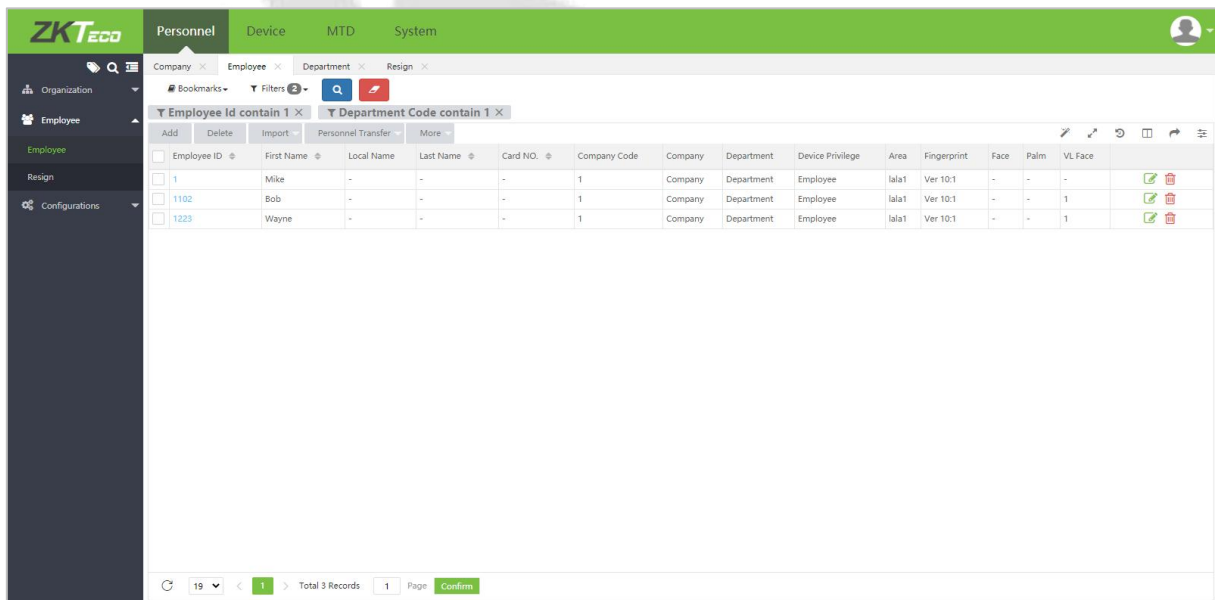 ZKTeco Personnel Device MTD System
Company × Employee × Department × Resign ×
Organization
Bookmarks Filters 2
Employee
Employee Id contain 1 × Department Code contain 1 ×
Add Delete Import Personnel Transfer More
Employee
Employee ID First Name Local Name Last Name Card NO. Company Code Company Department Device Privilege Area Fingerprint Face Palm VL Face
Resign
1 Mike - - - 1 Company Department Employee lala1 Ver 10:1 - - -
Configurations
1102 Bob - - - 1 Company Department Employee lala1 Ver 10:1 - - 1
1223 Wayne - - - 1 Company Department Employee lala1 Ver 10:1 - - 1
19 < 1 > Total 3 Records 1 Page Confirm